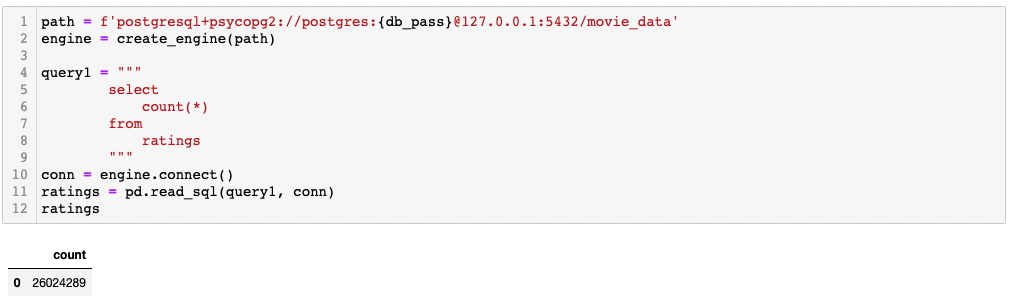 1 path = f'postgresql+psycopg2://postgres:{db_pass}@127.0.0.1:5432/movie_data'
2 engine = create_engine(path)
3
4 query1 = """
5         select
6             count(*)
7         from
8             ratings
9         """
10 conn = engine.connect()
11 ratings = pd.read_sql(query1, conn)
12 ratings
count
0 26024289